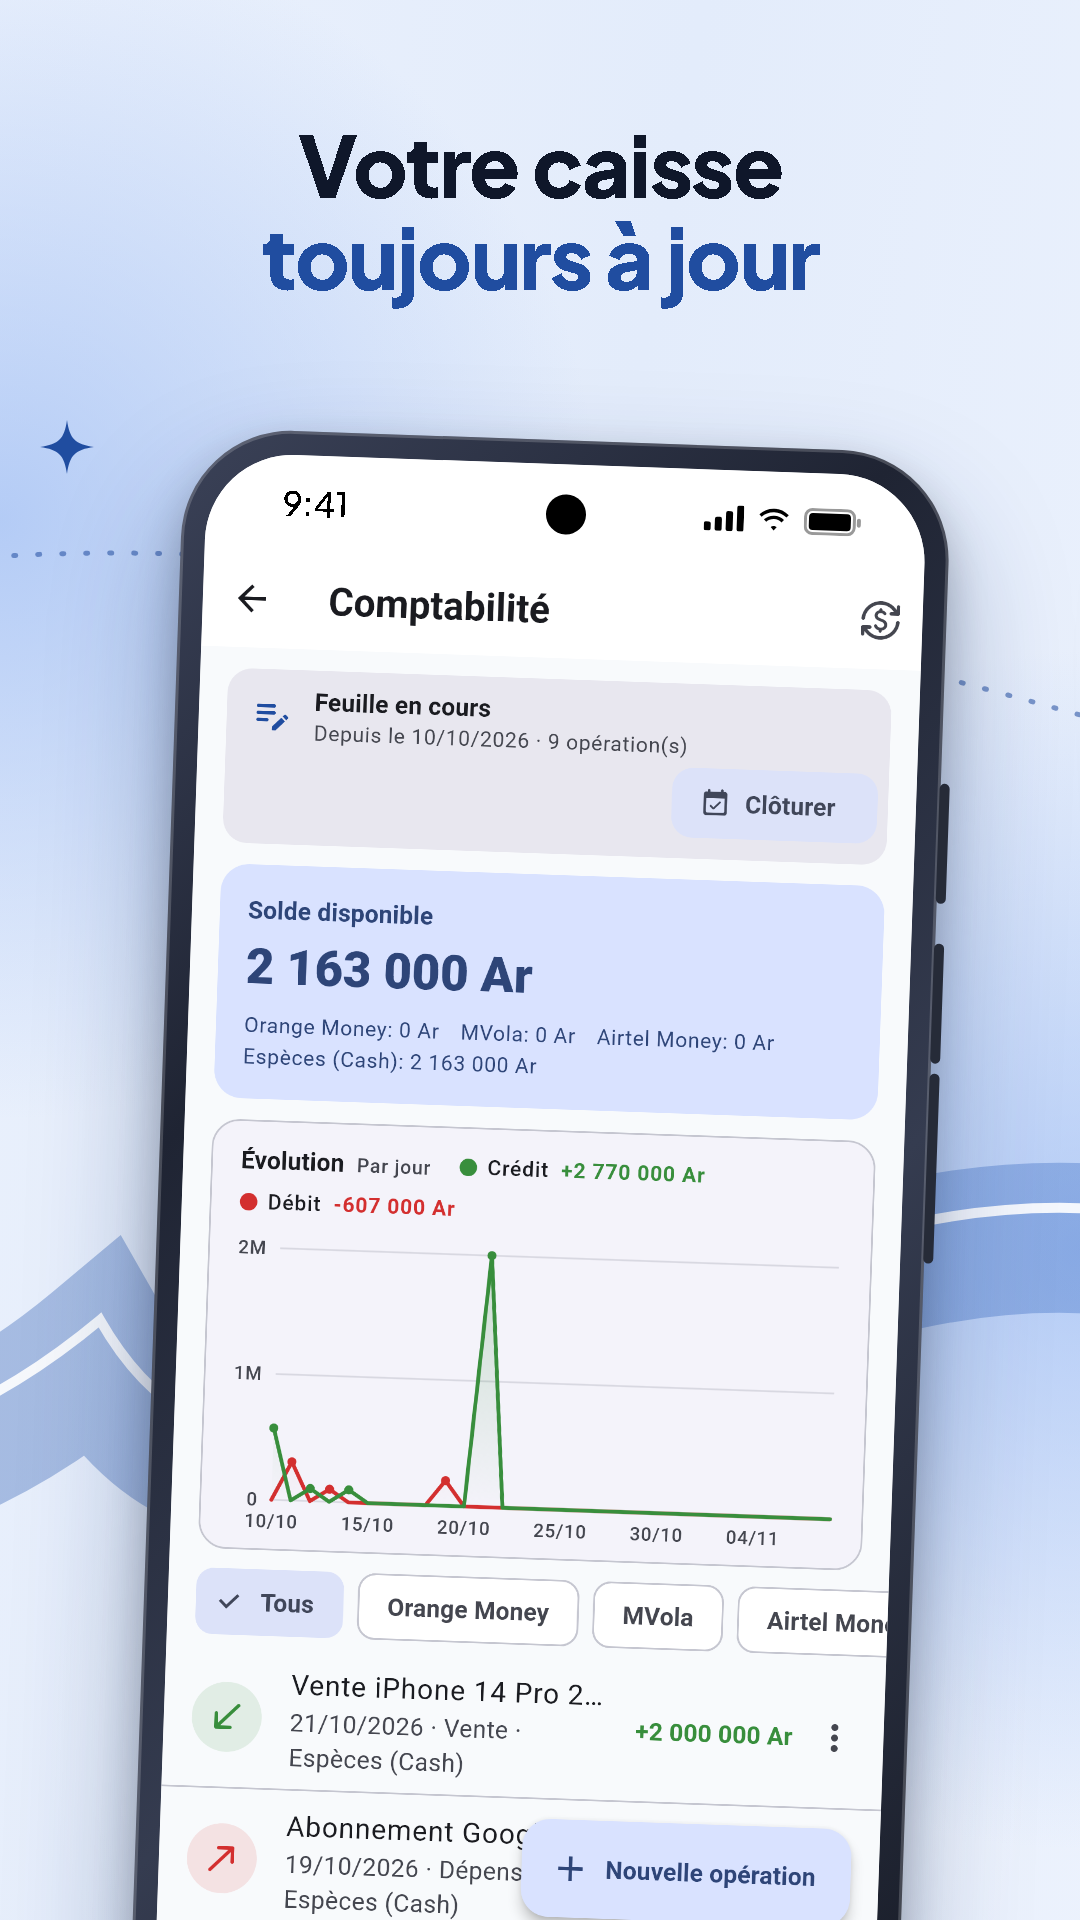 Votre caisse
toujours à jour
9:41
Comptabilité
Feuille en cours
Depuis le 10/10/2026 · 9 opération(s)
Clôturer
Solde disponible
2 163 000 Ar
Orange Money: 0 Ar MVola: 0 Ar Airtel Money: 0 Ar
Espèces (Cash): 2 163 000 Ar
Évolution Par jour Crédit +2 770 000 Ar
Débit -607 000 Ar
2M
1M
0
10/10 15/10 20/10 25/10 30/10 04/11
Tous Orange Money MVola Airtel
Vente iPhone 14 Pro 2...
21/10/2026 · Vente ·
Espèces (Cash)
+2 000 000 Ar
Abonnement
19/10/2026 ·
Espèces (Cash)
Nouvelle opération